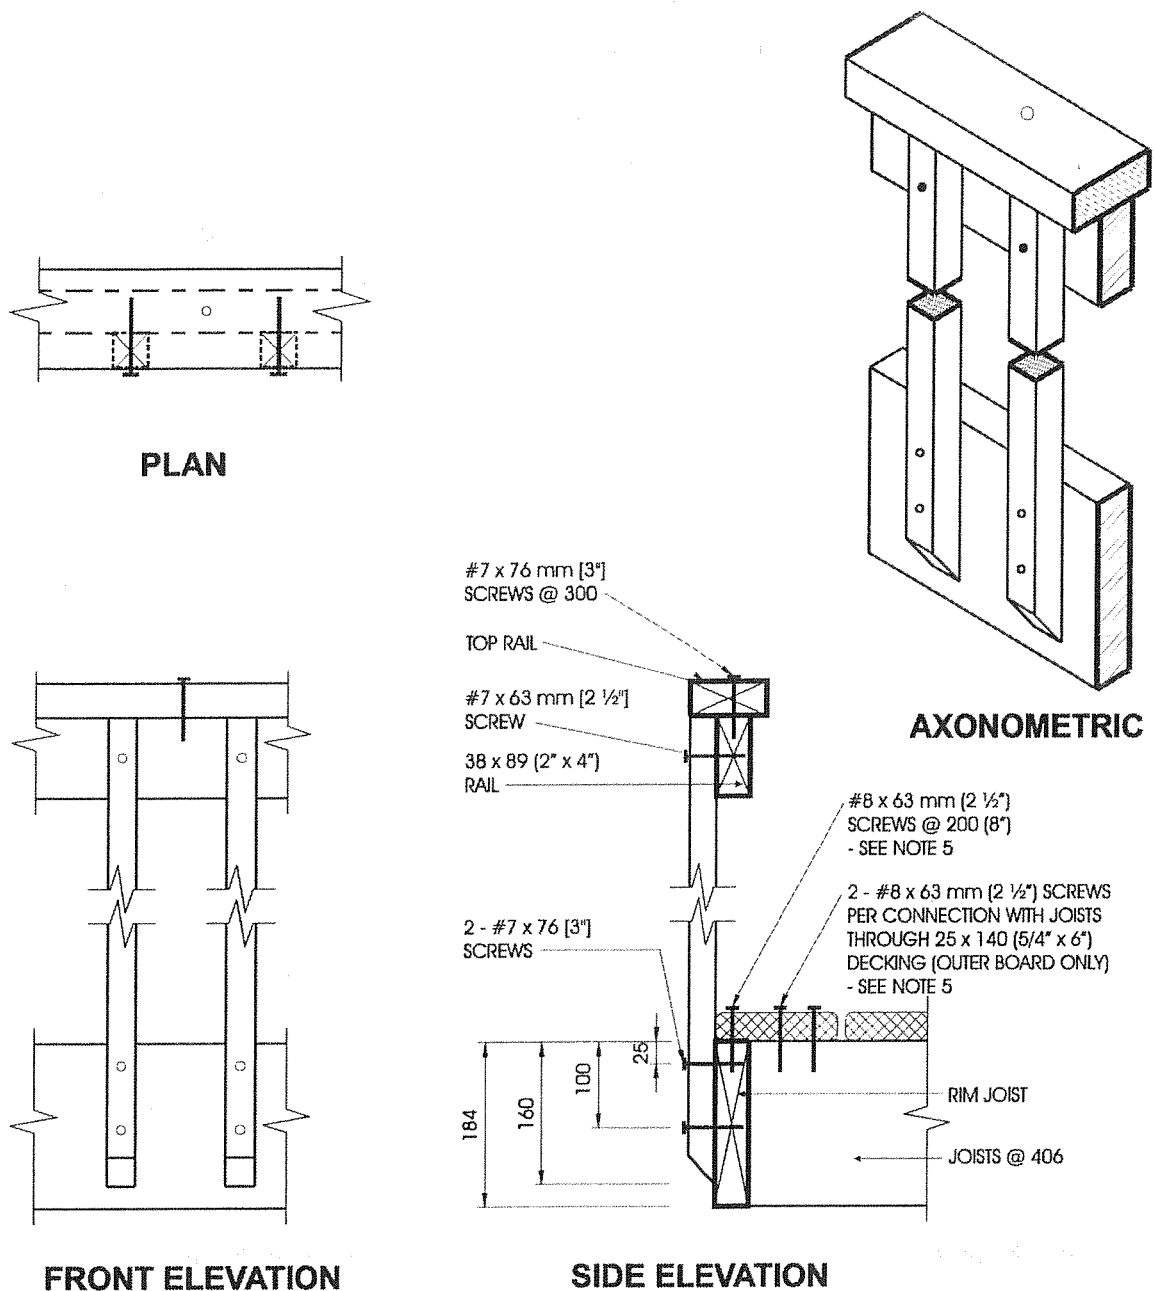 PLAN
AXONOMETRIC
#7 x 76 mm [3"]
SCREWS @ 300
TOP RAIL
#7 x 63 mm [2 ½"]
SCREW
38 x 89 (2" x 4")
RAIL
#8 x 63 mm (2 ½")
SCREWS @ 200 (8")
- SEE NOTE 5
2 - #8 x 63 mm (2 ½") SCREWS
PER CONNECTION WITH JOISTS
THROUGH 25 x 140 (5/4" x 6")
DECKING (OUTER BOARD ONLY)
- SEE NOTE 5
2 - #7 x 76 [3"]
SCREWS
25
100
160
184
RIM JOIST
JOISTS @ 406
FRONT ELEVATION
SIDE ELEVATION